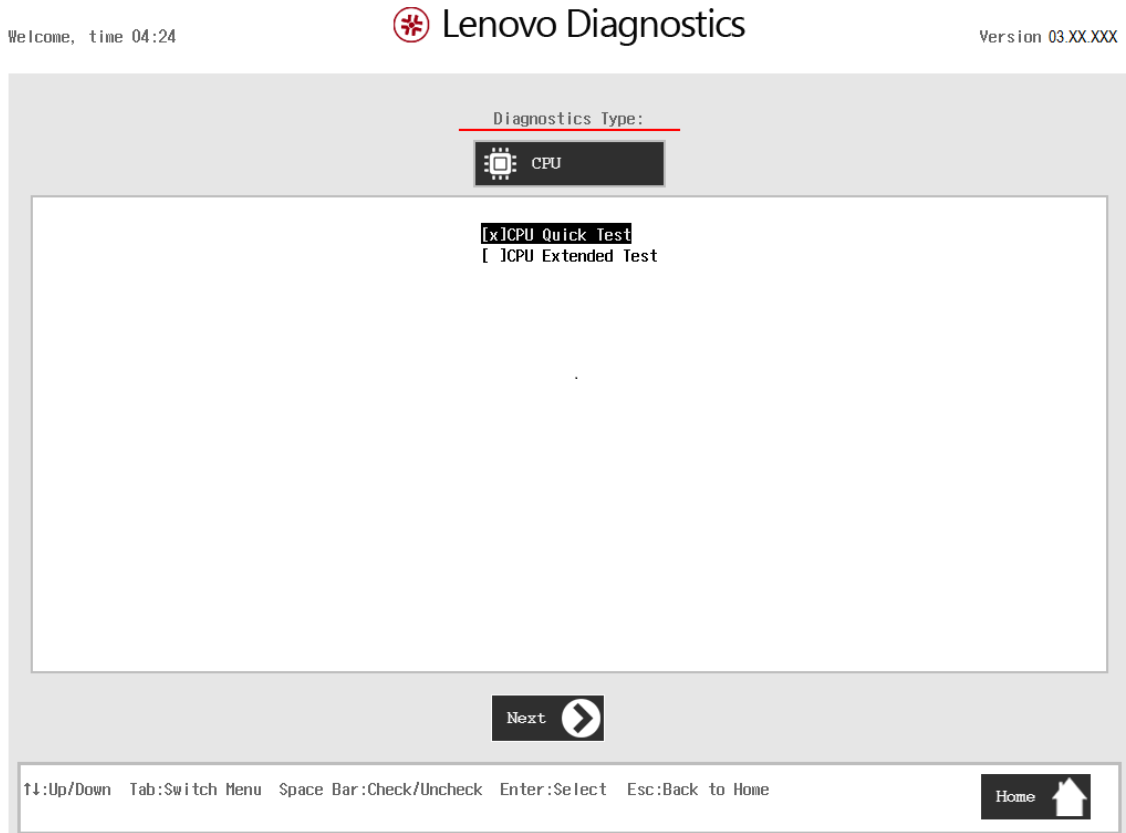 Welcome, time 04:24
Lenovo Diagnostics
Version 03.XX.XXX
Diagnostics Type:
CPU
[x]CPU Quick Test
[ ]CPU Extended Test
Next
↑↓:Up/Down Tab:Switch Menu Space Bar:Check/Uncheck Enter:Select Esc:Back to Home
Home